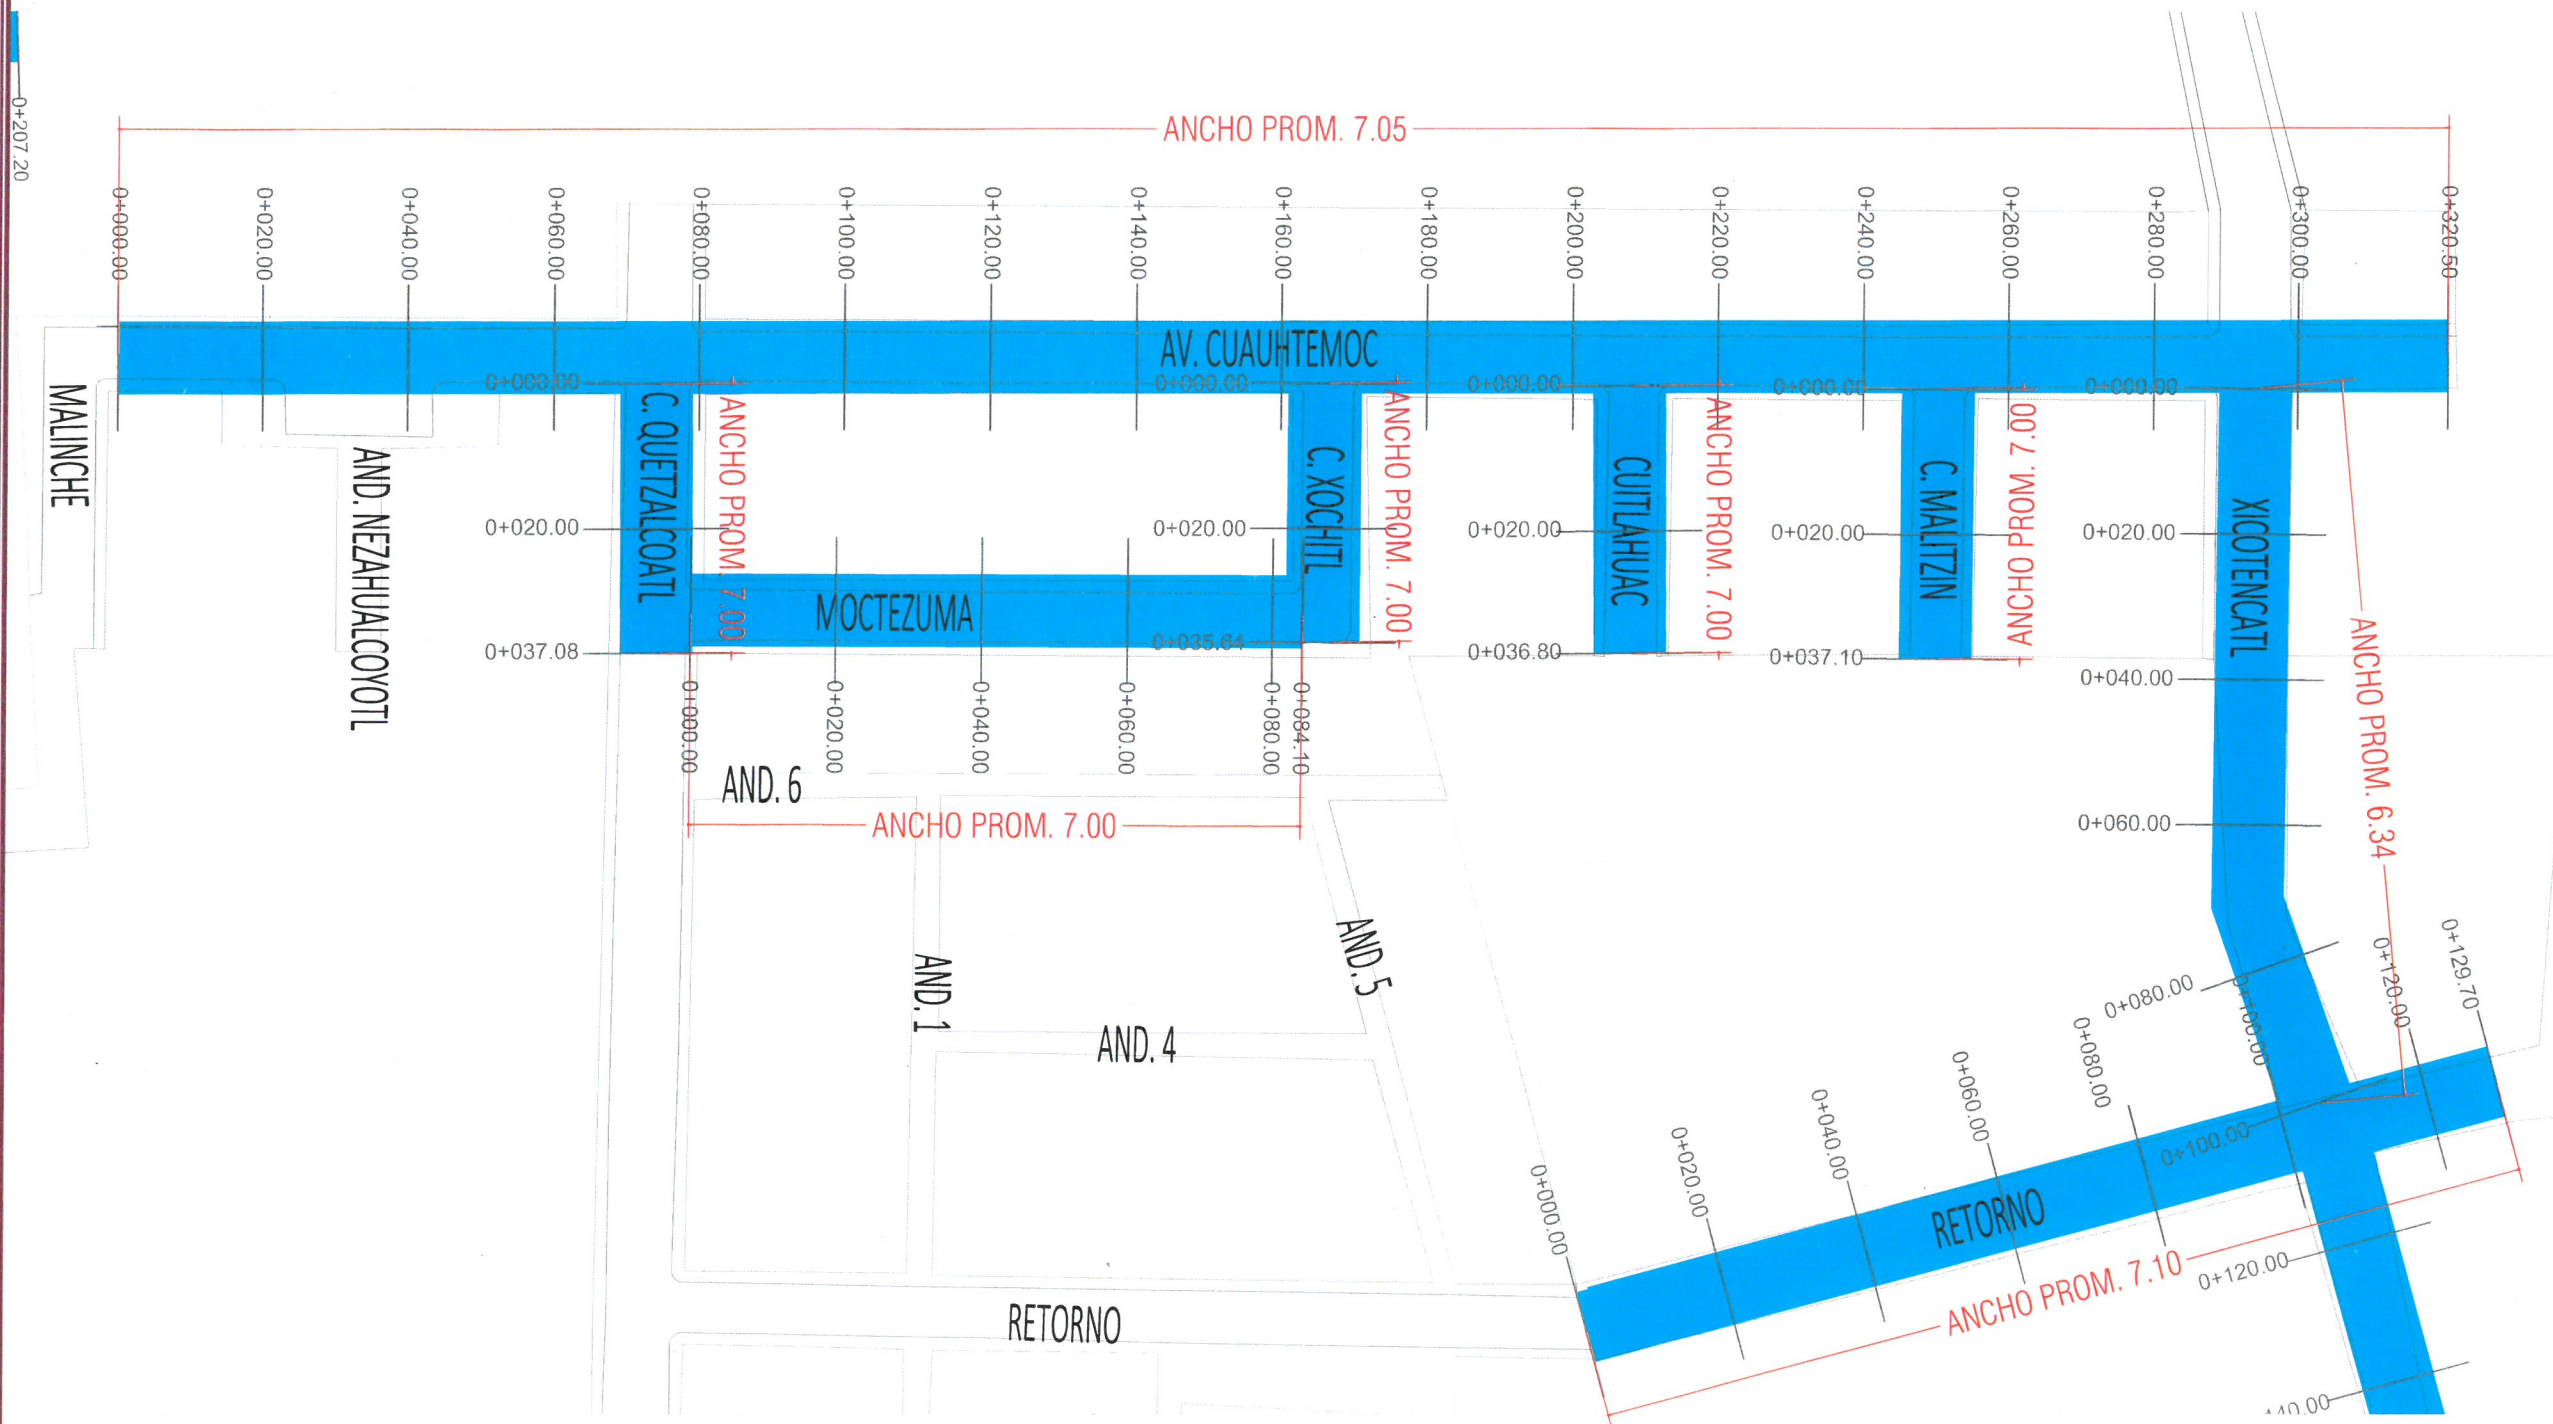 0+207.20
ANCHO PROM. 7.05
0+000.00
0+020.00
0+040.00
0+060.00
0+080.00
0+100.00
0+120.00
0+140.00
0+160.00
0+180.00
0+200.00
0+220.00
0+240.00
0+260.00
0+280.00
0+300.00
0+320.50
AV. CUAUHTEMOC
MALINCHE
AND. NEZAHUALCOYOTL
0+000.00
0+020.00
0+037.08
C. QUETZALCOATL
ANCHO PROM. 7.00
0+000.00
0+020.00
0+035.64
C. XOCHITL
ANCHO PROM. 7.00
0+000.00
0+020.00
0+036.80
CUITLAHUAC
ANCHO PROM. 7.00
0+000.00
0+020.00
0+037.10
C. MALITZIN
ANCHO PROM. 7.00
0+000.00
0+020.00
0+040.00
0+060.00
0+080.00
0+100.00
0+120.00
XICOTENCATL
ANCHO PROM. 6.34
MOCTEZUMA
0+000.00
0+020.00
0+040.00
0+060.00
0+080.00
0+084.10
AND. 6
ANCHO PROM. 7.00
AND. 1
AND. 5
AND. 4
RETORNO
0+000.00
0+020.00
0+040.00
0+060.00
0+080.00
0+100.00
0+120.00
0+129.70
RETORNO
ANCHO PROM. 7.10